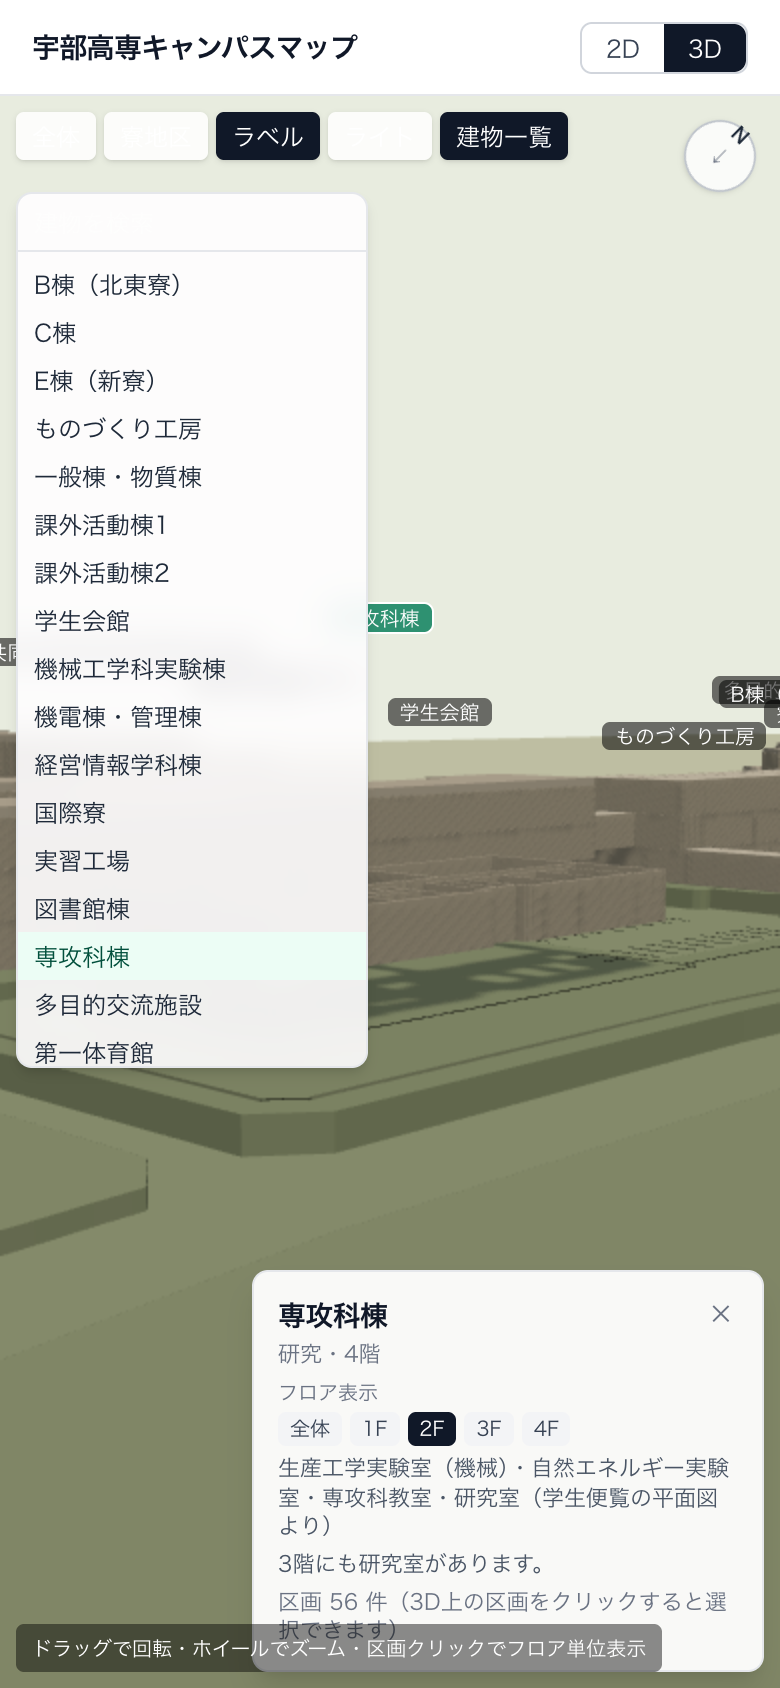 宇部高専キャンパスマップ
2D
3D
ラベル
建物一覧
N
B棟（北東寮）
C棟
E棟（新寮）
ものづくり工房
一般棟・物質棟
課外活動棟1
課外活動棟2
学生会館
機械工学科実験棟
機電棟・管理棟
経営情報学科棟
国際寮
実習工場
図書館棟
専攻科棟
多目的交流施設
第一体育館
攻科棟
共同
学生会館
多目的
B棟（
ものづくり工房
専攻科棟
研究・4階
フロア表示
全体
1F
2F
3F
4F
生産工学実験室（機械）・自然エネルギー実験
室・専攻科教室・研究室（学生便覧の平面図
より）
3階にも研究室があります。
区画 56 件（3D上の区画をクリックすると選
択できます）
ドラッグで回転・ホイールでズーム・区画クリックでフロア単位表示